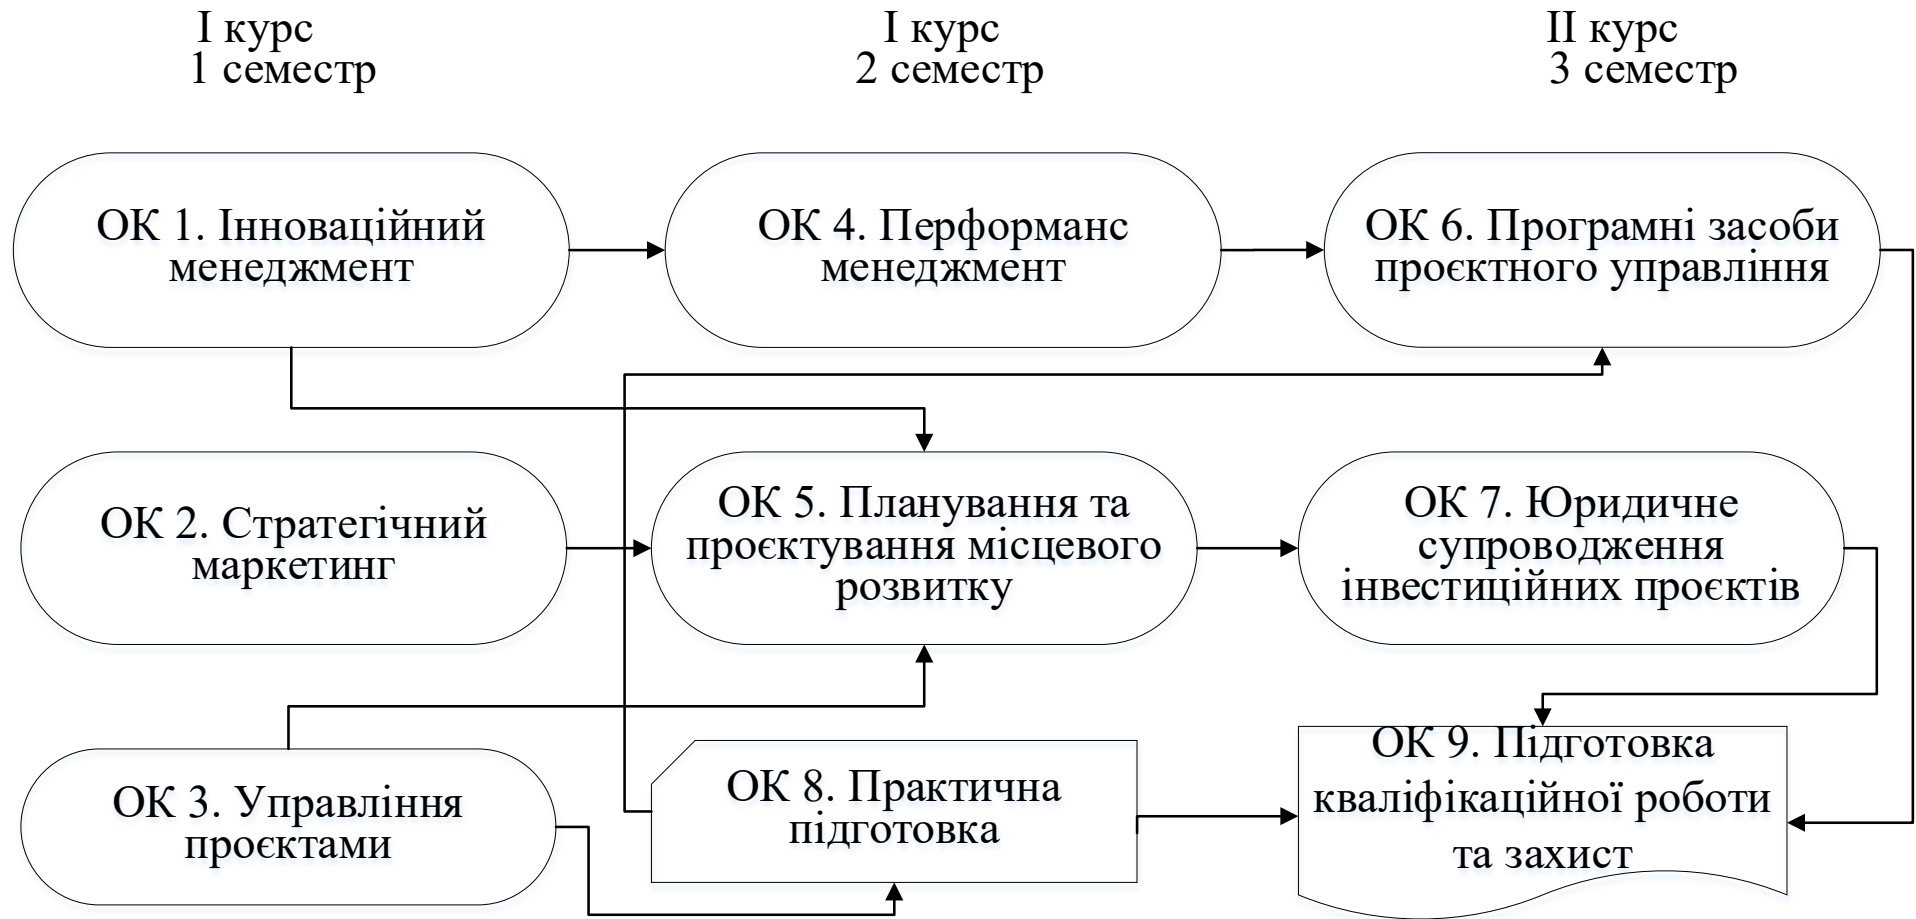 І курс
1 семестр
І курс
2 семестр
ІІ курс
3 семестр
ОК 1. Інноваційний
менеджмент
ОК 4. Перформанс
менеджмент
ОК 6. Програмні засоби
проєктного управління
ОК 2. Стратегічний
маркетинг
ОК 5. Планування та
проєктування місцевого
розвитку
ОК 7. Юридичне
супроводження
інвестиційних проєктів
ОК 3. Управління
проєктами
ОК 8. Практична
підготовка
ОК 9. Підготовка
кваліфікаційної роботи
та захист